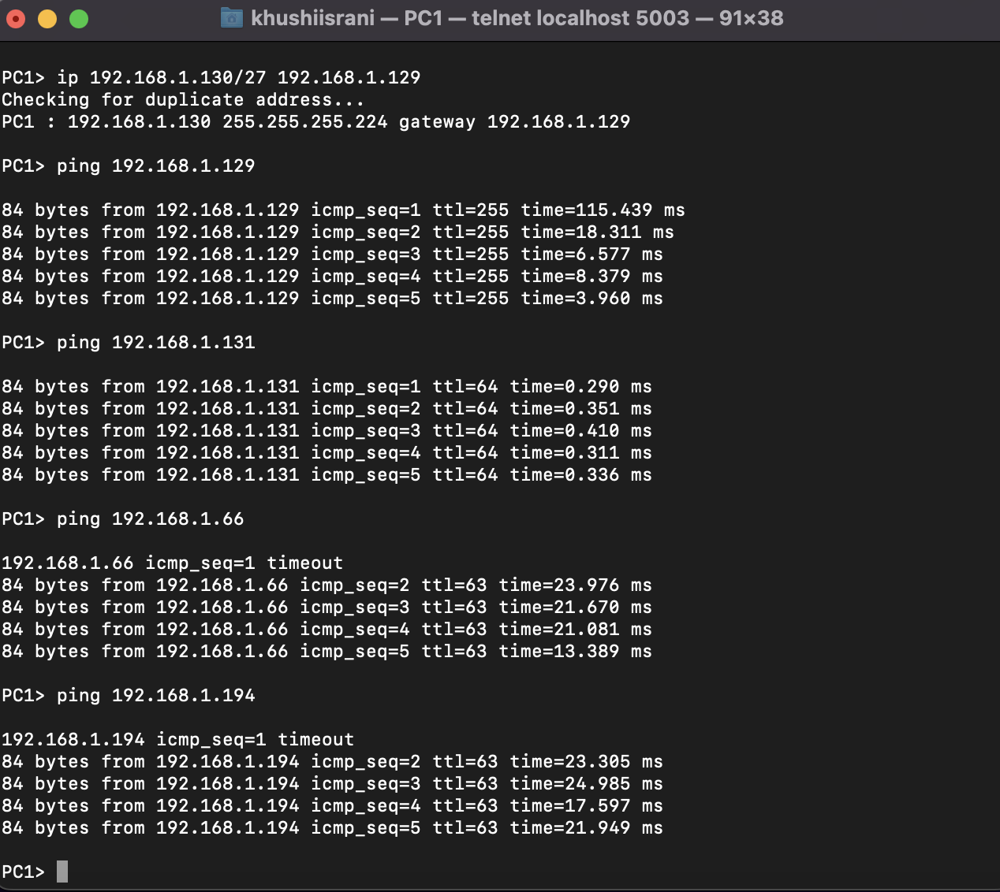 khushiisrani — PC1 — telnet localhost 5003 — 91×38
PC1> ip 192.168.1.130/27 192.168.1.129
Checking for duplicate address...
PC1 : 192.168.1.130 255.255.255.224 gateway 192.168.1.129
PC1> ping 192.168.1.129
84 bytes from 192.168.1.129 icmp_seq=1 ttl=255 time=115.439 ms
84 bytes from 192.168.1.129 icmp_seq=2 ttl=255 time=18.311 ms
84 bytes from 192.168.1.129 icmp_seq=3 ttl=255 time=6.577 ms
84 bytes from 192.168.1.129 icmp_seq=4 ttl=255 time=8.379 ms
84 bytes from 192.168.1.129 icmp_seq=5 ttl=255 time=3.960 ms
PC1> ping 192.168.1.131
84 bytes from 192.168.1.131 icmp_seq=1 ttl=64 time=0.290 ms
84 bytes from 192.168.1.131 icmp_seq=2 ttl=64 time=0.351 ms
84 bytes from 192.168.1.131 icmp_seq=3 ttl=64 time=0.410 ms
84 bytes from 192.168.1.131 icmp_seq=4 ttl=64 time=0.311 ms
84 bytes from 192.168.1.131 icmp_seq=5 ttl=64 time=0.336 ms
PC1> ping 192.168.1.66
192.168.1.66 icmp_seq=1 timeout
84 bytes from 192.168.1.66 icmp_seq=2 ttl=63 time=23.976 ms
84 bytes from 192.168.1.66 icmp_seq=3 ttl=63 time=21.670 ms
84 bytes from 192.168.1.66 icmp_seq=4 ttl=63 time=21.081 ms
84 bytes from 192.168.1.66 icmp_seq=5 ttl=63 time=13.389 ms
PC1> ping 192.168.1.194
192.168.1.194 icmp_seq=1 timeout
84 bytes from 192.168.1.194 icmp_seq=2 ttl=63 time=23.305 ms
84 bytes from 192.168.1.194 icmp_seq=3 ttl=63 time=24.985 ms
84 bytes from 192.168.1.194 icmp_seq=4 ttl=63 time=17.597 ms
84 bytes from 192.168.1.194 icmp_seq=5 ttl=63 time=21.949 ms
PC1>